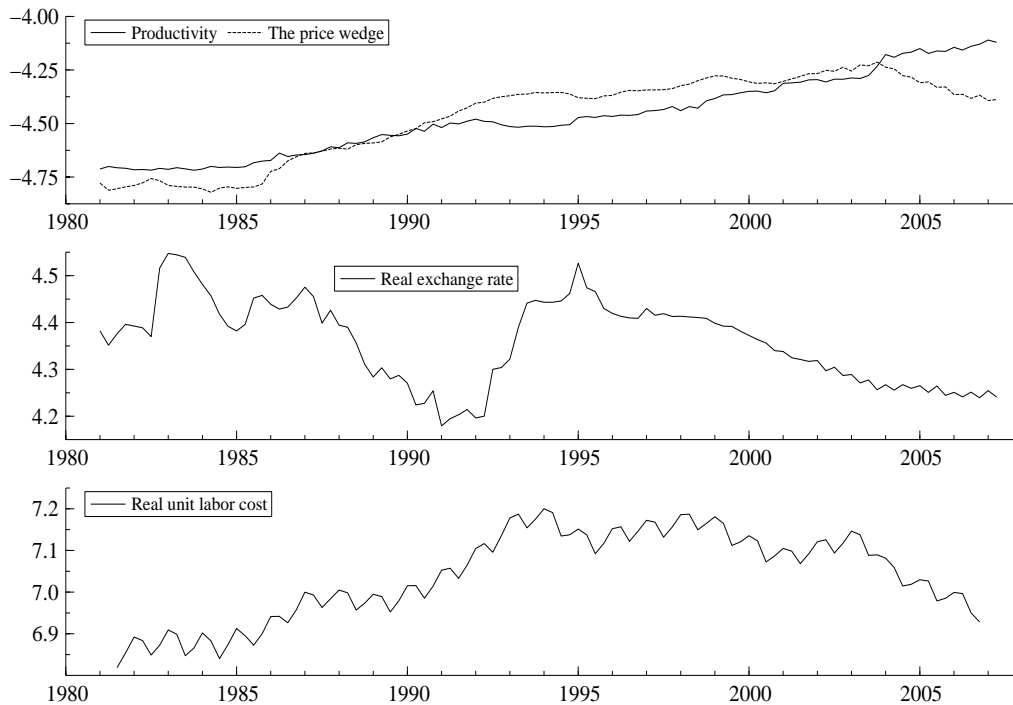 −4.00
Productivity The price wedge
−4.25
−4.50
−4.75
1980 1985 1990 1995 2000 2005
4.5
Real exchange rate
4.4
4.3
4.2
1980 1985 1990 1995 2000 2005
Real unit labor cost
7.2
7.1
7.0
6.9
1980 1985 1990 1995 2000 2005